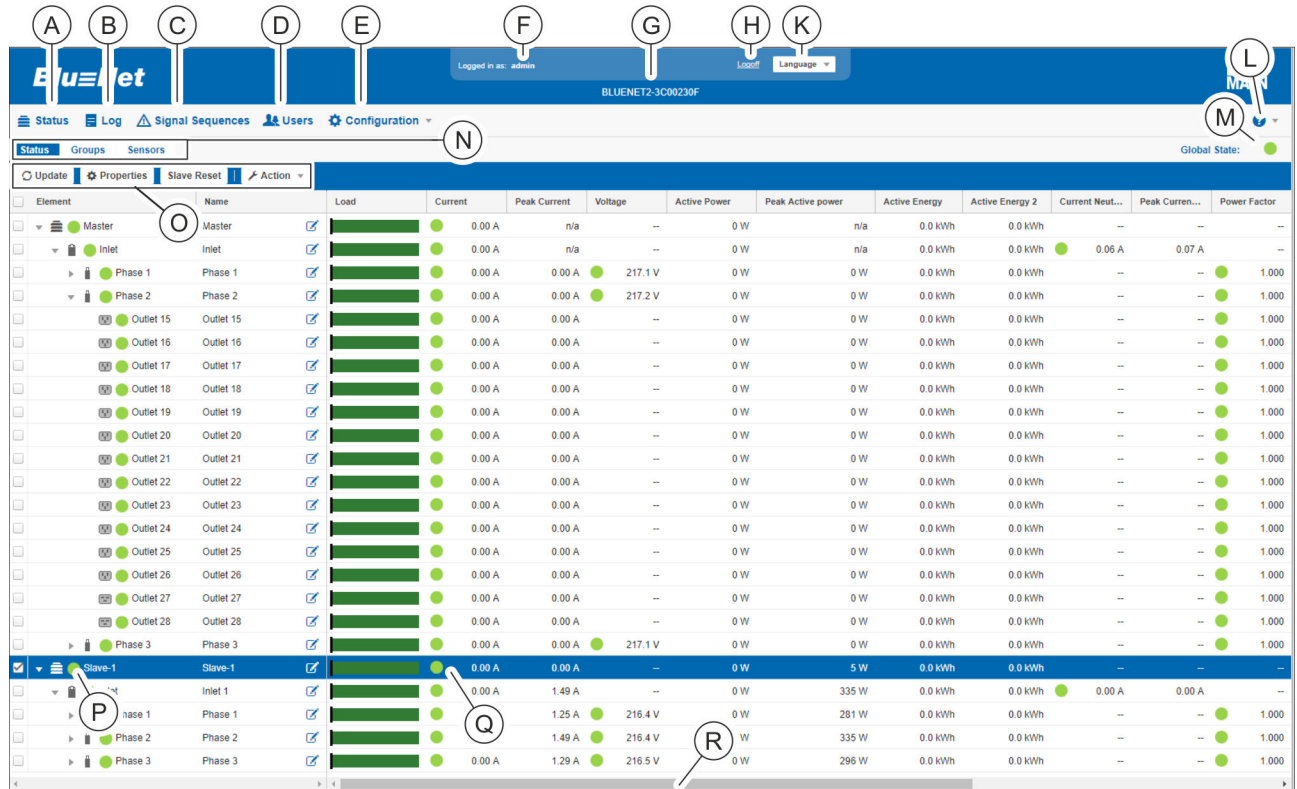 A B C D E F G H K L
BlueNet Logged in as: admin Logoff Language MAIN
BLUENET2-3C00230F
Status Log Signal Sequences Users Configuration ? M
Status Groups Sensors N Global State:
Update Properties Slave Reset Action
Element Name Load Current Peak Current Voltage Active Power Peak Active power Active Energy Active Energy 2 Current Neut... Peak Curren... Power Factor
O
Master Master 0.00 A n/a -- 0 W n/a 0.0 kWh 0.0 kWh -- -- --
Inlet Inlet 0.00 A n/a -- 0 W n/a 0.0 kWh 0.0 kWh 0.06 A 0.07 A --
Phase 1 Phase 1 0.00 A 0.00 A 217.1 V 0 W 0 W 0.0 kWh 0.0 kWh -- -- 1.000
Phase 2 Phase 2 0.00 A 0.00 A 217.2 V 0 W 0 W 0.0 kWh 0.0 kWh -- -- 1.000
Outlet 15 Outlet 15 0.00 A 0.00 A -- 0 W 0 W 0.0 kWh 0.0 kWh -- -- 1.000
Outlet 16 Outlet 16 0.00 A 0.00 A -- 0 W 0 W 0.0 kWh 0.0 kWh -- -- 1.000
Outlet 17 Outlet 17 0.00 A 0.00 A -- 0 W 0 W 0.0 kWh 0.0 kWh -- -- 1.000
Outlet 18 Outlet 18 0.00 A 0.00 A -- 0 W 0 W 0.0 kWh 0.0 kWh -- -- 1.000
Outlet 19 Outlet 19 0.00 A 0.00 A -- 0 W 0 W 0.0 kWh 0.0 kWh -- -- 1.000
Outlet 20 Outlet 20 0.00 A 0.00 A -- 0 W 0 W 0.0 kWh 0.0 kWh -- -- 1.000
Outlet 21 Outlet 21 0.00 A 0.00 A -- 0 W 0 W 0.0 kWh 0.0 kWh -- -- 1.000
Outlet 22 Outlet 22 0.00 A 0.00 A -- 0 W 0 W 0.0 kWh 0.0 kWh -- -- 1.000
Outlet 23 Outlet 23 0.00 A 0.00 A -- 0 W 0 W 0.0 kWh 0.0 kWh -- -- 1.000
Outlet 24 Outlet 24 0.00 A 0.00 A -- 0 W 0 W 0.0 kWh 0.0 kWh -- -- 1.000
Outlet 25 Outlet 25 0.00 A 0.00 A -- 0 W 0 W 0.0 kWh 0.0 kWh -- -- 1.000
Outlet 26 Outlet 26 0.00 A 0.00 A -- 0 W 0 W 0.0 kWh 0.0 kWh -- -- 1.000
Outlet 27 Outlet 27 0.00 A 0.00 A -- 0 W 0 W 0.0 kWh 0.0 kWh -- -- 1.000
Outlet 28 Outlet 28 0.00 A 0.00 A -- 0 W 0 W 0.0 kWh 0.0 kWh -- -- 1.000
Phase 3 Phase 3 0.00 A 0.00 A 217.1 V 0 W 0 W 0.0 kWh 0.0 kWh -- -- 1.000
Slave-1 Slave-1 0.00 A 0.00 A -- 0 W 5 W 0.0 kWh 0.0 kWh -- -- --
Inlet 1 0.00 A 1.49 A -- 0 W 335 W 0.0 kWh 0.0 kWh 0.00 A 0.00 A --
P hase 1 Phase 1 Q 1.25 A 216.4 V 0 W 281 W 0.0 kWh 0.0 kWh -- -- 1.000
Phase 2 Phase 2 1.49 A 216.4 V R W 335 W 0.0 kWh 0.0 kWh -- -- 1.000
Phase 3 Phase 3 0.00 A 1.29 A 216.5 V 0 W 296 W 0.0 kWh 0.0 kWh -- -- 1.000